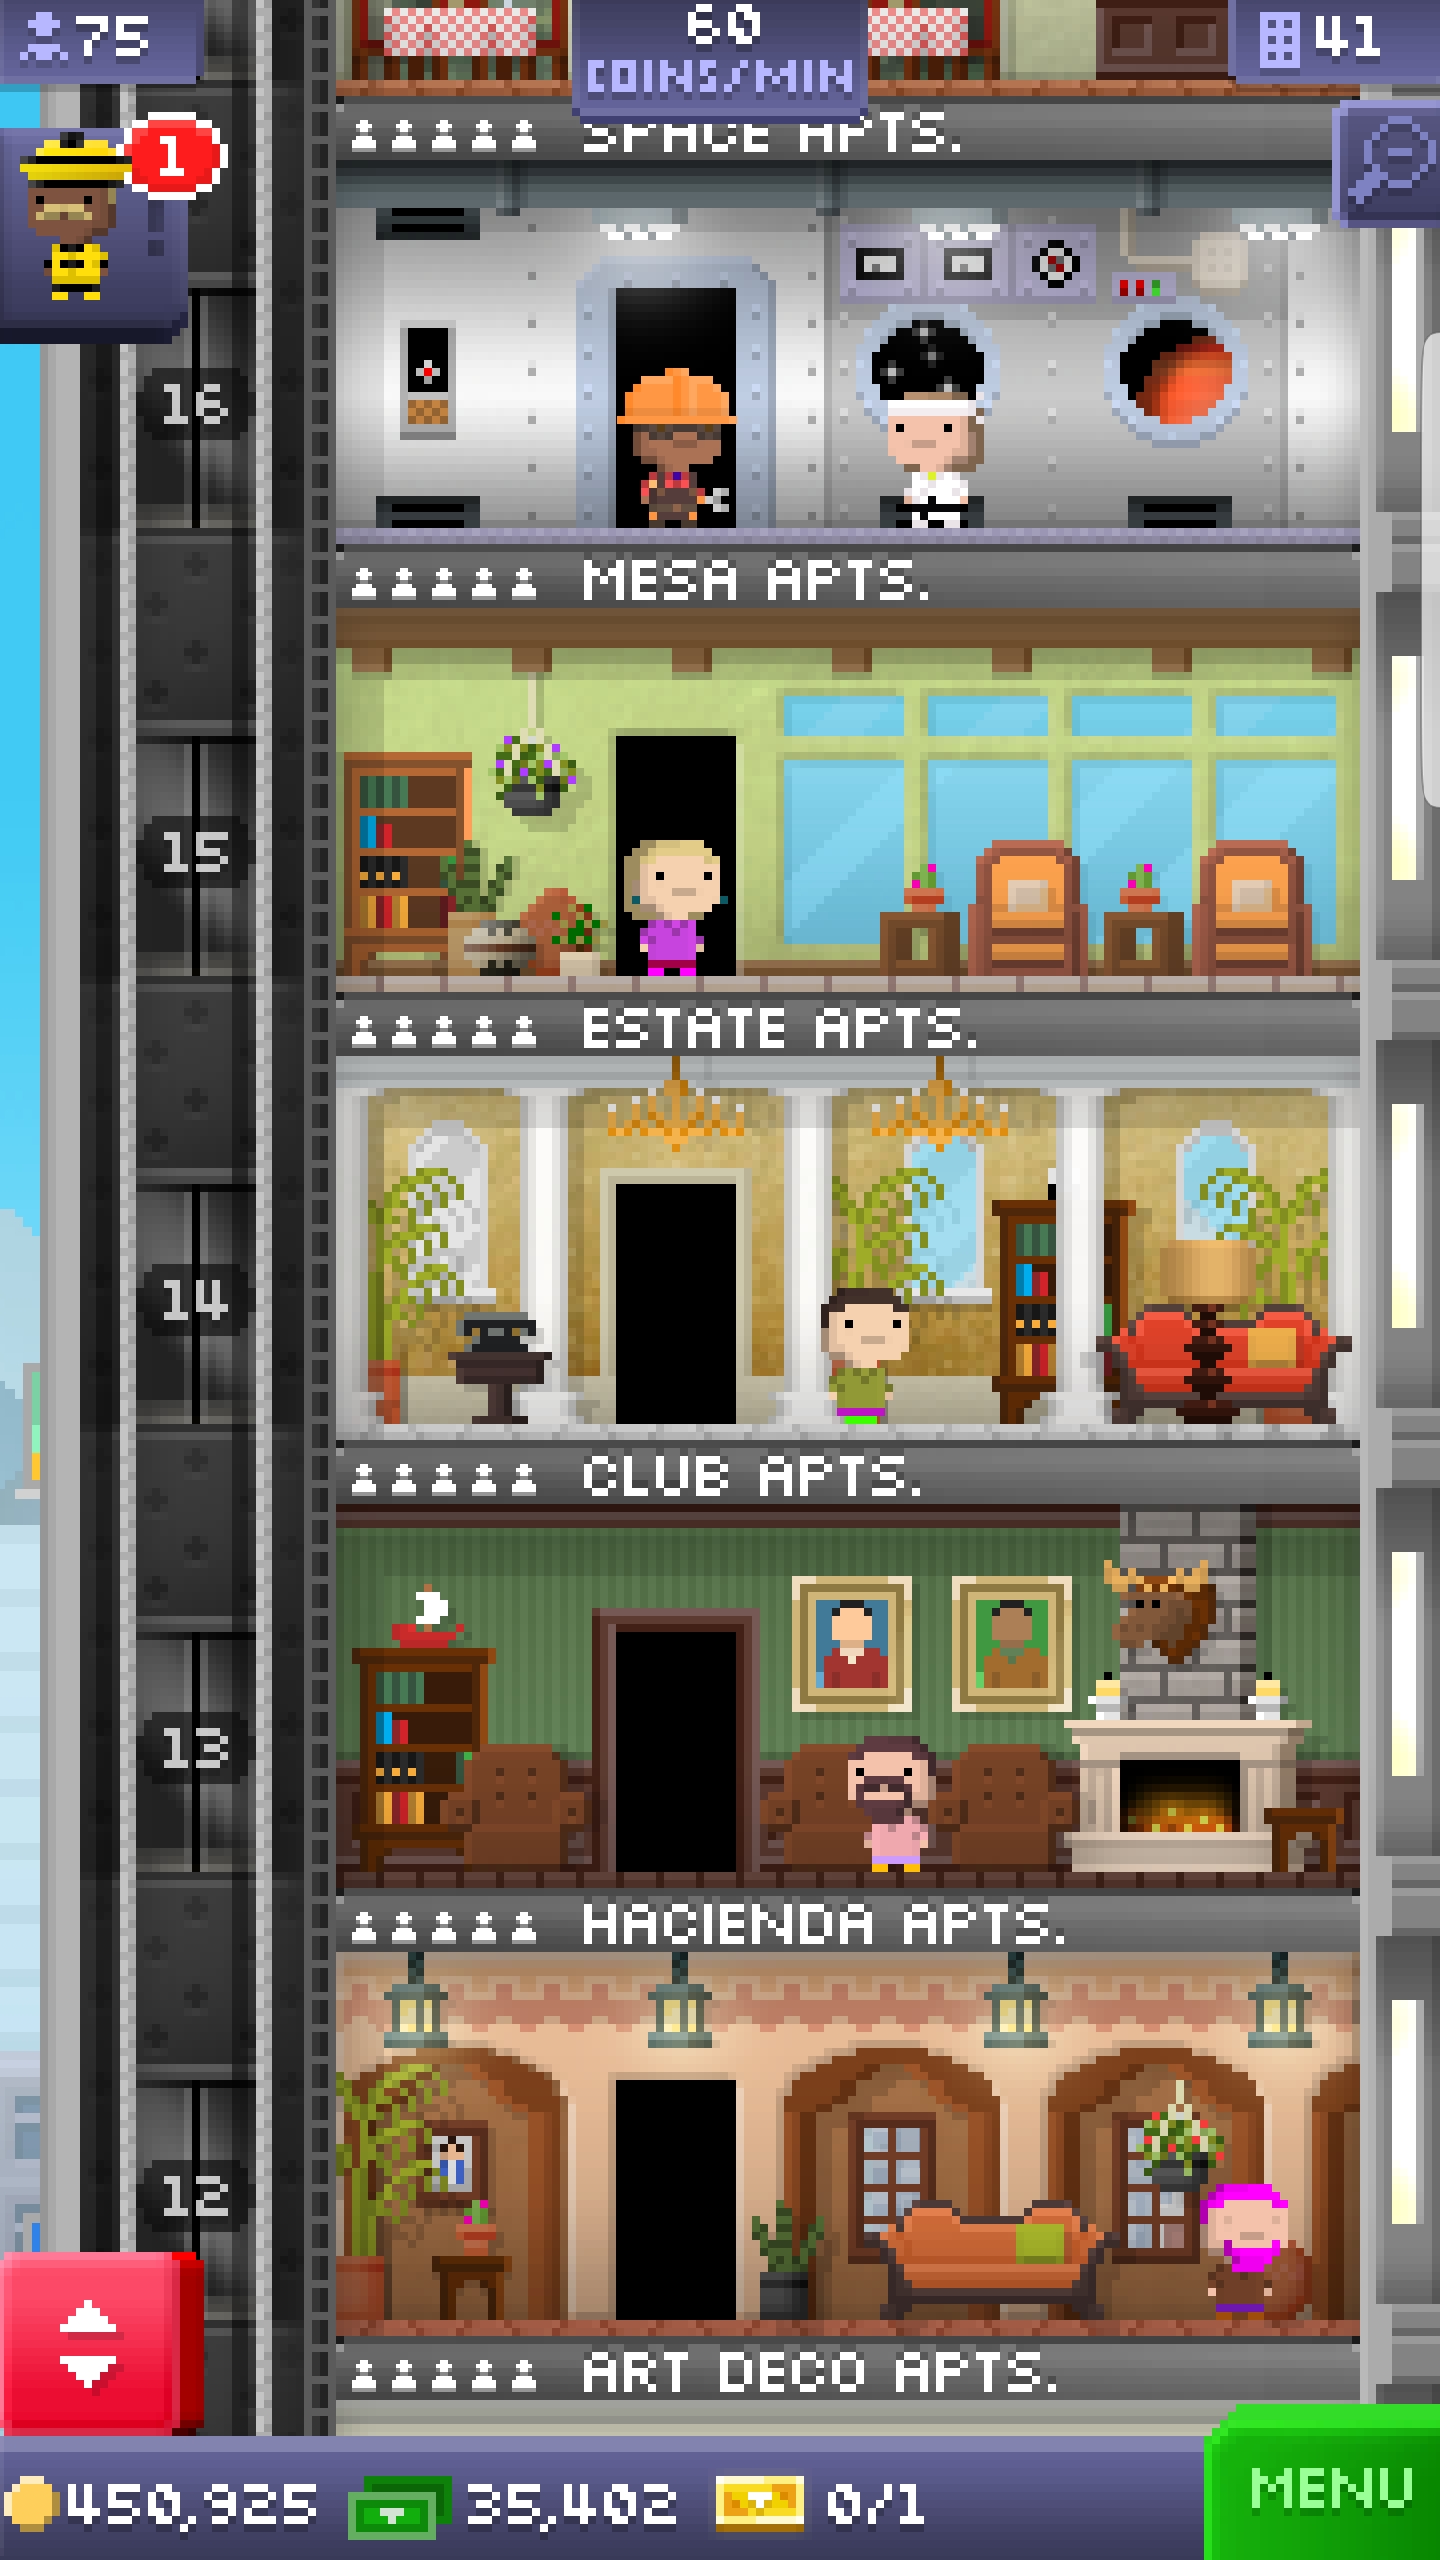 75
60
COINS/MIN
41
1
SPACE APTS.
16
MESA APTS.
15
ESTATE APTS.
14
CLUB APTS.
13
HACIENDA APTS.
12
ART DECO APTS.
450,925
35,402
0/1
MENU